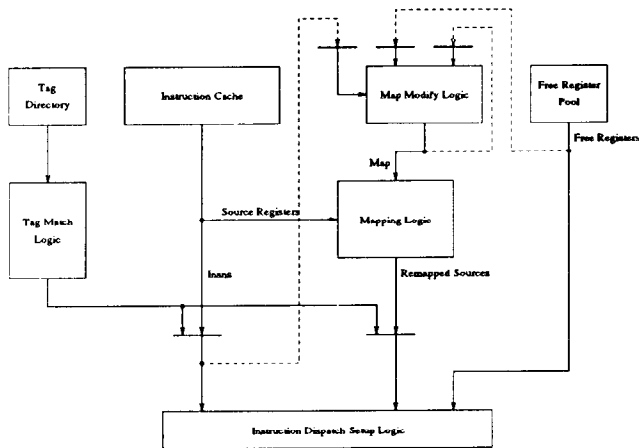 Tag
Directory
Instruction Cache
Map Modify Logic
Free Register
Pool
Free Registers
Map
Tag Match
Logic
Source Registers
Mapping Logic
Insns
Remapped Sources
Instruction Dispatch Setup Logic